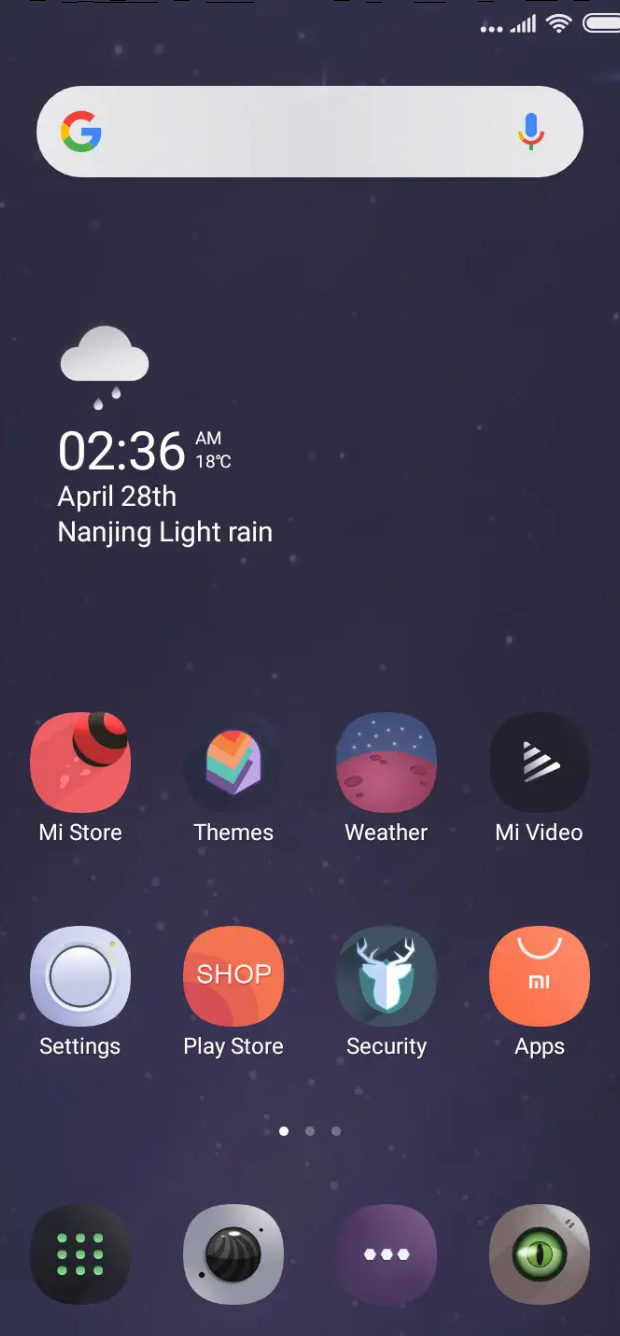 02:36 AM
18℃
April 28th
Nanjing Light rain
Mi Store Themes Weather Mi Video
SHOP
mi
Settings Play Store Security Apps